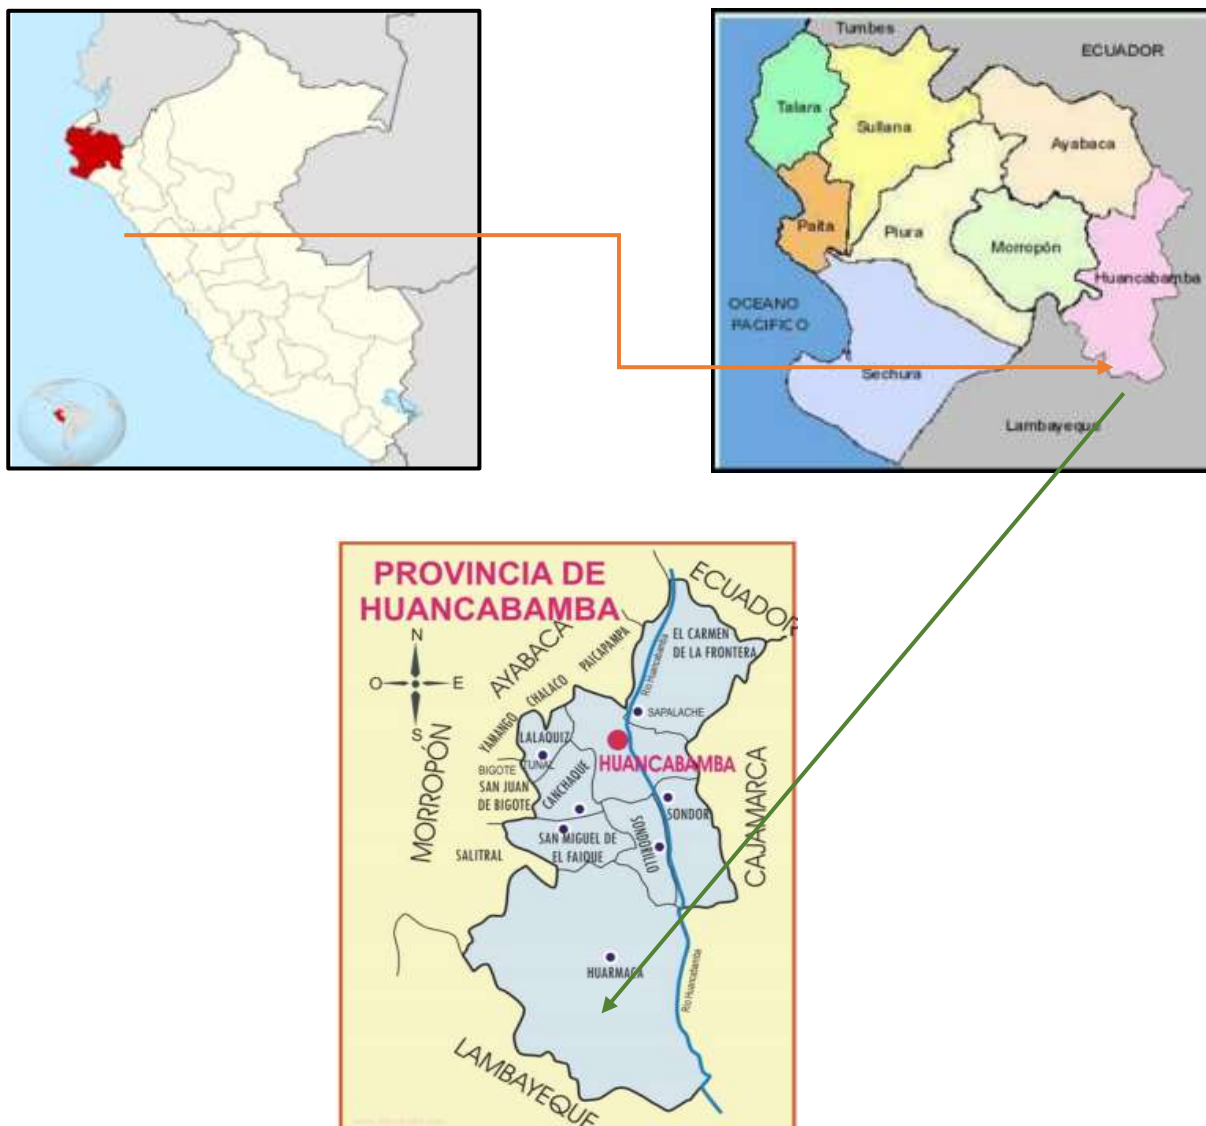 Tumbes
ECUADOR
Talara
Sullana
Ayabaca
Paita
Piura
Morropón
Huancabamba
OCEANO
PACIFICO
Sechura
Lambayeque
PROVINCIA DE
HUANCABAMBA
ECUADOR
N
O
E
S
AYABACA
PAICAPAMPA
CHALACO
YAMANGO
EL CARMEN
DE LA FRONTERA
Río Huancabamba
SAPALACHE
LALAQUIZ
TUNAL
BIGOTE
HUANCABAMBA
SAN JUAN
DE BIGOTE
CANCHAQUE
MORROPÓN
SONDOR
SONDORILLO
CAJAMARCA
SAN MIGUEL DE
EL FAIQUE
SALITRAL
HUARMACA
Río Huancabamba
LAMBAYEQUE